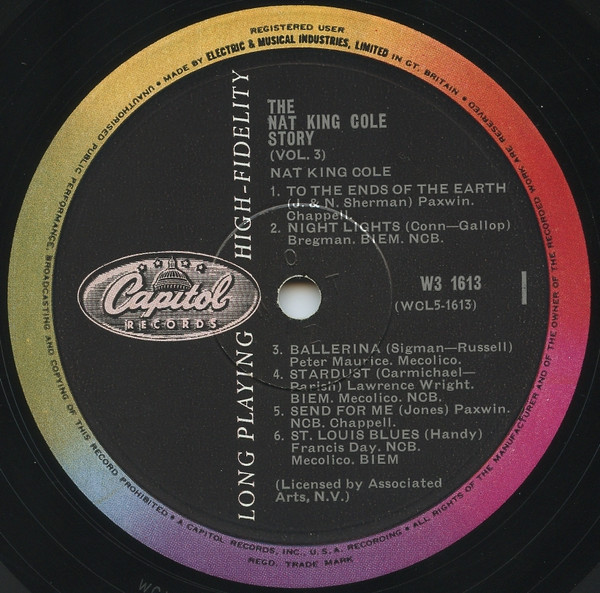 REGISTERED USER
• MADE BY ELECTRIC & MUSICAL INDUSTRIES, LIMITED IN GT. BRITAIN •
ALL RIGHTS OF THE MANUFACTURER AND OF THE OWNER OF THE RECORDED WORK ARE RESERVED
UNAUTHORISED PUBLIC PERFORMANCE, BROADCASTING AND COPYING OF THIS RECORD PROHIBITED
• A CAPITOL RECORDS, INC., U.S.A. RECORDING •
REGD. TRADE MARK
Capitol
RECORDS
LONG PLAYING HIGH-FIDELITY
THE
NAT KING COLE
STORY
(VOL. 3)
NAT KING COLE
1. TO THE ENDS OF THE EARTH
(J. & N. Sherman) Paxwin.
Chappell.
2. NIGHT LIGHTS (Conn—Gallop)
Bregman. BIEM. NCB.
W3 1613
(WCL5-1613)
3. BALLERINA (Sigman—Russell)
Peter Maurice. Mecolico.
4. STARDUST (Carmichael—
Parish) Lawrence Wright.
BIEM. Mecolico. NCB.
5. SEND FOR ME (Jones) Paxwin.
NCB. Chappell.
6. ST. LOUIS BLUES (Handy)
Francis Day. NCB.
Mecolico. BIEM
(Licensed by Associated
Arts, N.V.)